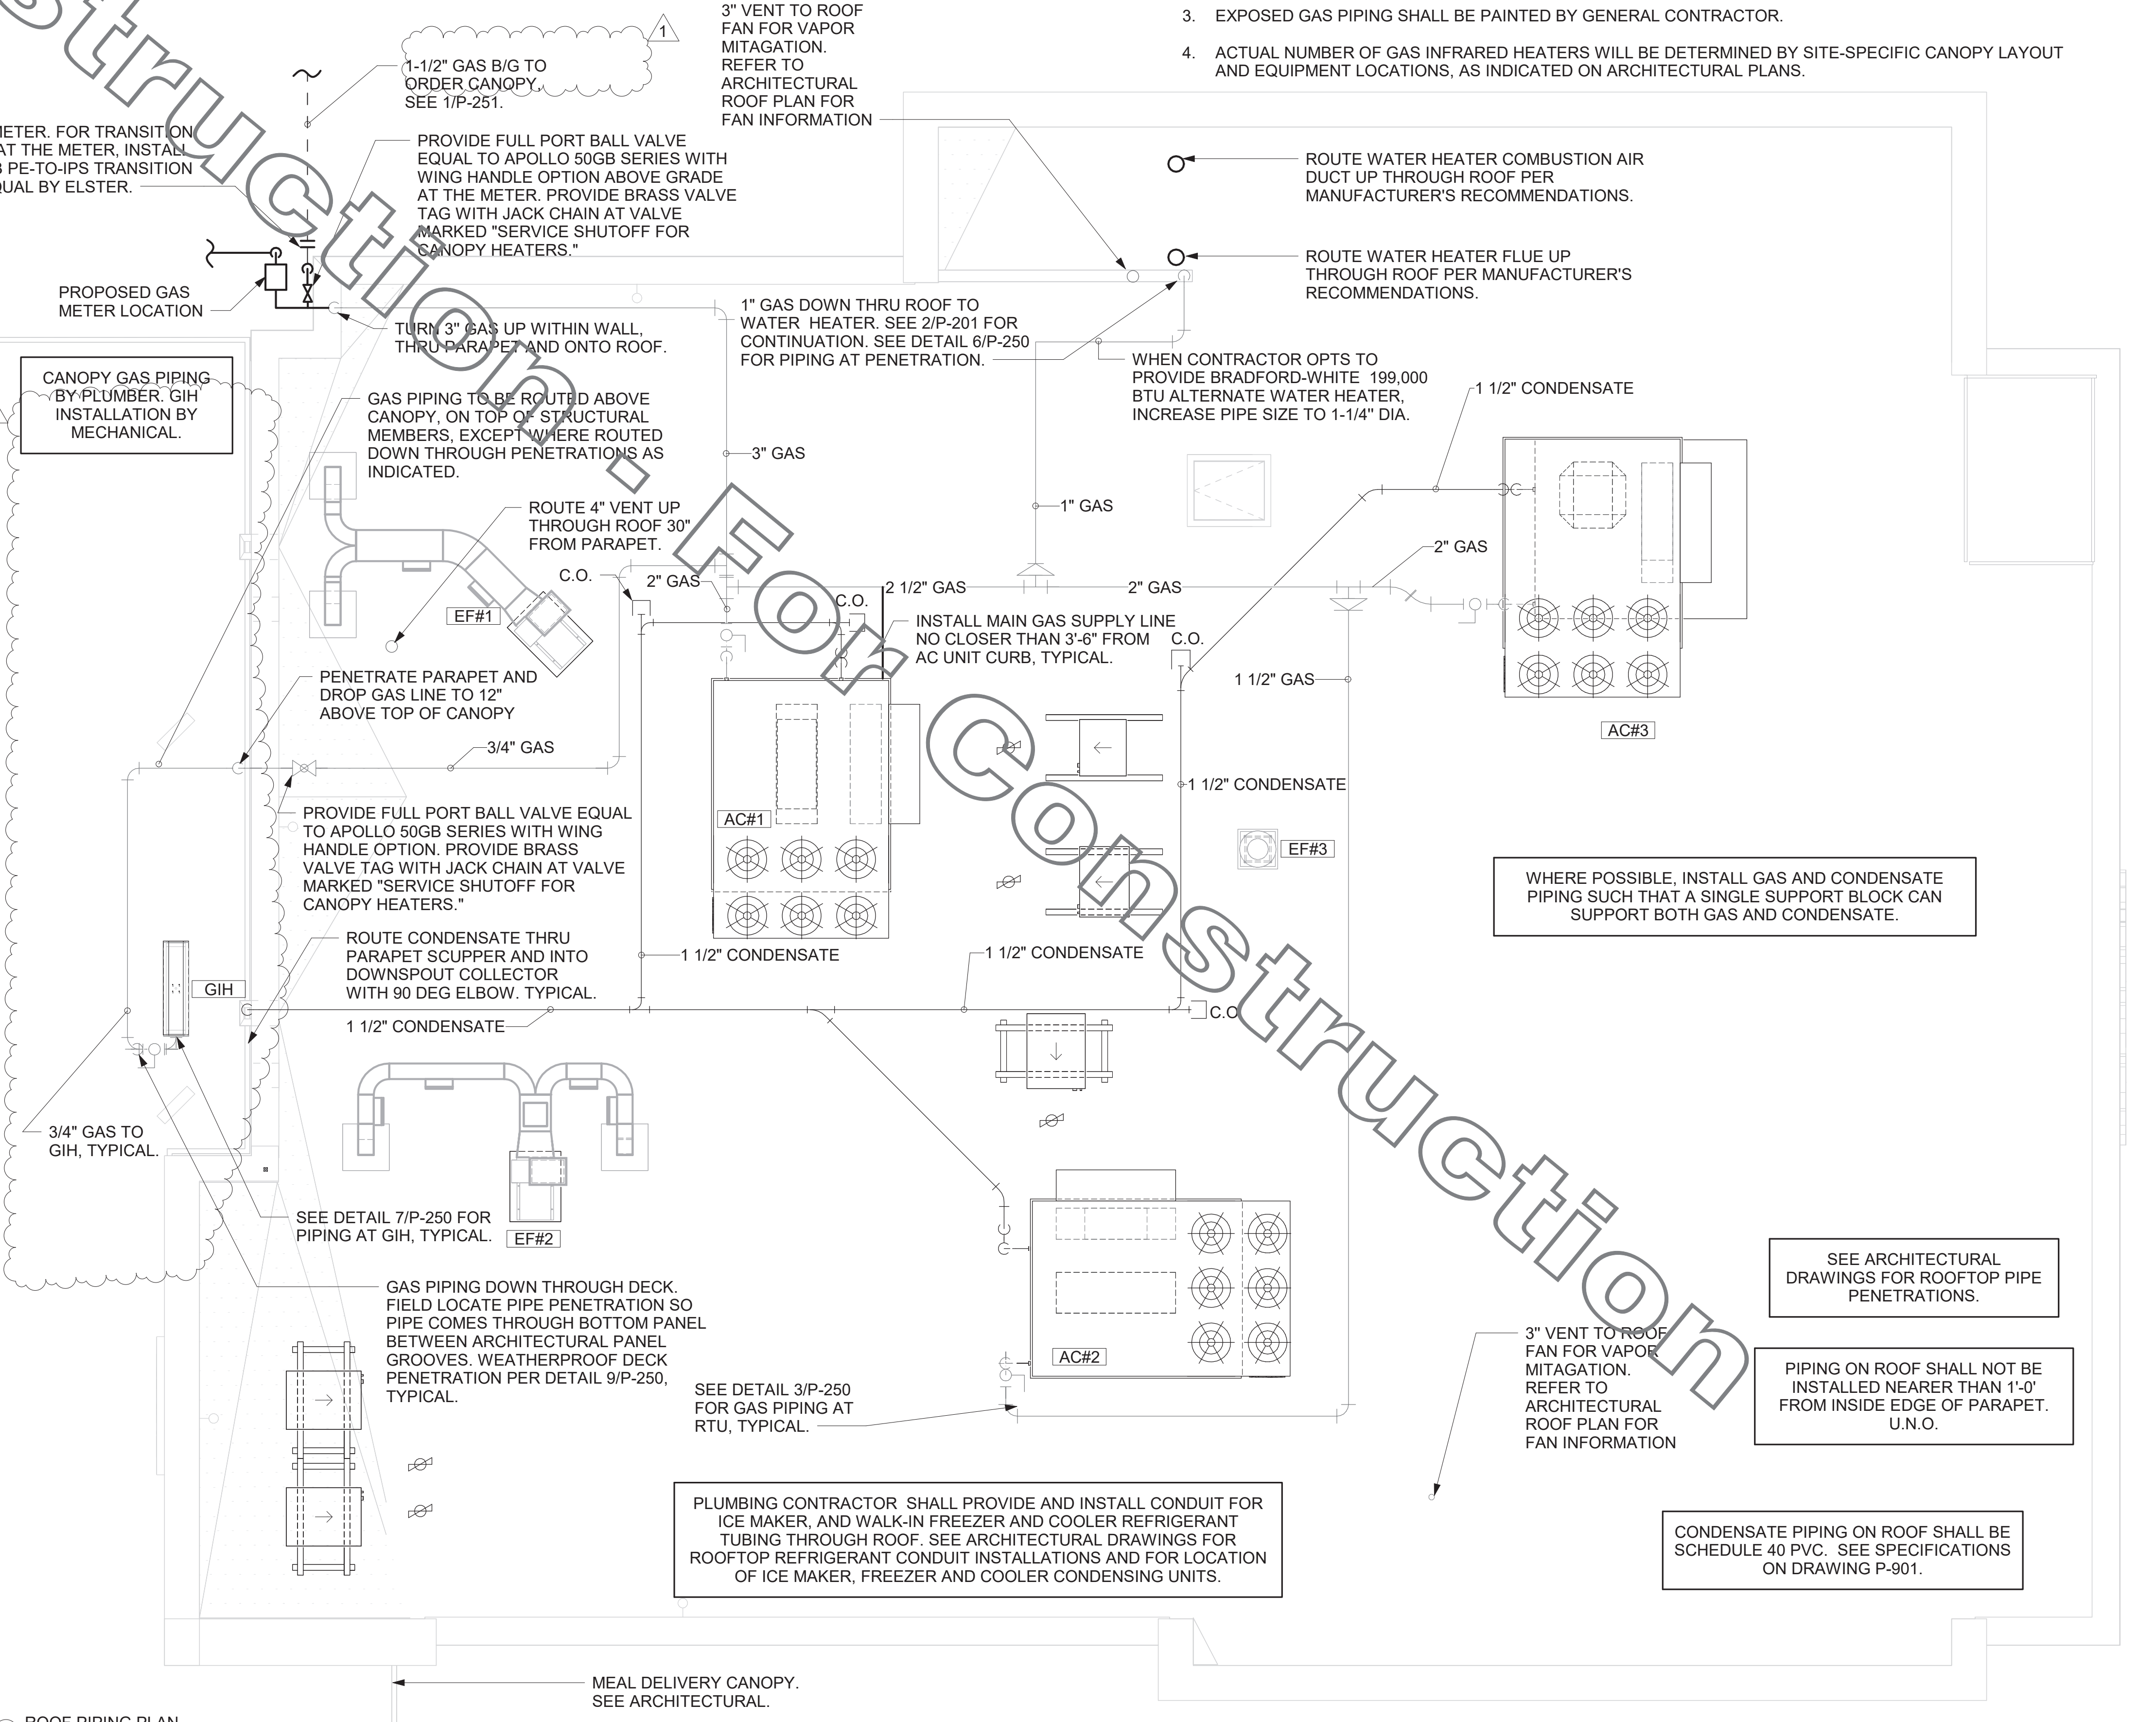 3" VENT TO ROOF
FAN FOR VAPOR
MITAGATION.
REFER TO
ARCHITECTURAL
ROOF PLAN FOR
FAN INFORMATION
3. EXPOSED GAS PIPING SHALL BE PAINTED BY GENERAL CONTRACTOR.
4. ACTUAL NUMBER OF GAS INFRARED HEATERS WILL BE DETERMINED BY SITE-SPECIFIC CANOPY LAYOUT
AND EQUIPMENT LOCATIONS, AS INDICATED ON ARCHITECTURAL PLANS.
1
1-1/2" GAS B/G TO
ORDER CANOPY,
SEE 1/P-251.
METER. FOR TRANSITION
AT THE METER, INSTALL
PE-TO-IPS TRANSITION
BY ELSTER.
PROVIDE FULL PORT BALL VALVE
EQUAL TO APOLLO 50GB SERIES WITH
WING HANDLE OPTION ABOVE GRADE
AT THE METER. PROVIDE BRASS VALVE
TAG WITH JACK CHAIN AT VALVE
MARKED "SERVICE SHUTOFF FOR
CANOPY HEATERS."
ROUTE WATER HEATER COMBUSTION AIR
DUCT UP THROUGH ROOF PER
MANUFACTURER'S RECOMMENDATIONS.
ROUTE WATER HEATER FLUE UP
THROUGH ROOF PER MANUFACTURER'S
RECOMMENDATIONS.
PROPOSED GAS
METER LOCATION
TURN 3" GAS UP WITHIN WALL,
THRU PARAPET AND ONTO ROOF.
1" GAS DOWN THRU ROOF TO
WATER HEATER. SEE 2/P-201 FOR
CONTINUATION. SEE DETAIL 6/P-250
FOR PIPING AT PENETRATION.
WHEN CONTRACTOR OPTS TO
PROVIDE BRADFORD-WHITE 199,000
BTU ALTERNATE WATER HEATER,
INCREASE PIPE SIZE TO 1-1/4" DIA.
CANOPY GAS PIPING
BY PLUMBER. GIH
INSTALLATION BY
MECHANICAL.
GAS PIPING TO BE ROUTED ABOVE
CANOPY, ON TOP OF STRUCTURAL
MEMBERS, EXCEPT WHERE ROUTED
DOWN THROUGH PENETRATIONS AS
INDICATED.
1 1/2" CONDENSATE
3" GAS
ROUTE 4" VENT UP
THROUGH ROOF 30"
FROM PARAPET.
1" GAS
2" GAS
C.O.
2" GAS
2 1/2" GAS
2" GAS
C.O.
EF#1
INSTALL MAIN GAS SUPPLY LINE
NO CLOSER THAN 3'-6" FROM
AC UNIT CURB, TYPICAL.
C.O.
PENETRATE PARAPET AND
DROP GAS LINE TO 12"
ABOVE TOP OF CANOPY
1 1/2" GAS
AC#3
3/4" GAS
1 1/2" CONDENSATE
PROVIDE FULL PORT BALL VALVE EQUAL
TO APOLLO 50GB SERIES WITH WING
HANDLE OPTION. PROVIDE BRASS
VALVE TAG WITH JACK CHAIN AT VALVE
MARKED "SERVICE SHUTOFF FOR
CANOPY HEATERS."
AC#1
EF#3
WHERE POSSIBLE, INSTALL GAS AND CONDENSATE
PIPING SUCH THAT A SINGLE SUPPORT BLOCK CAN
SUPPORT BOTH GAS AND CONDENSATE.
ROUTE CONDENSATE THRU
PARAPET SCUPPER AND INTO
DOWNSPOUT COLLECTOR
WITH 90 DEG ELBOW. TYPICAL.
1 1/2" CONDENSATE
1 1/2" CONDENSATE
GIH
1 1/2" CONDENSATE
C.O
3/4" GAS TO
GIH, TYPICAL.
SEE DETAIL 7/P-250 FOR
PIPING AT GIH, TYPICAL.
EF#2
GAS PIPING DOWN THROUGH DECK.
FIELD LOCATE PIPE PENETRATION SO
PIPE COMES THROUGH BOTTOM PANEL
BETWEEN ARCHITECTURAL PANEL
GROOVES. WEATHERPROOF DECK
PENETRATION PER DETAIL 9/P-250,
TYPICAL.
SEE ARCHITECTURAL
DRAWINGS FOR ROOFTOP PIPE
PENETRATIONS.
AC#2
SEE DETAIL 3/P-250
FOR GAS PIPING AT
RTU, TYPICAL.
3" VENT TO ROOF
FAN FOR VAPOR
MITAGATION.
REFER TO
ARCHITECTURAL
ROOF PLAN FOR
FAN INFORMATION
PIPING ON ROOF SHALL NOT BE
INSTALLED NEARER THAN 1'-0'
FROM INSIDE EDGE OF PARAPET.
U.N.O.
PLUMBING CONTRACTOR SHALL PROVIDE AND INSTALL CONDUIT FOR
ICE MAKER, AND WALK-IN FREEZER AND COOLER REFRIGERANT
TUBING THROUGH ROOF. SEE ARCHITECTURAL DRAWINGS FOR
ROOFTOP REFRIGERANT CONDUIT INSTALLATIONS AND FOR LOCATION
OF ICE MAKER, FREEZER AND COOLER CONDENSING UNITS.
CONDENSATE PIPING ON ROOF SHALL BE
SCHEDULE 40 PVC. SEE SPECIFICATIONS
ON DRAWING P-901.
MEAL DELIVERY CANOPY.
SEE ARCHITECTURAL.
ROOF PIPING PLAN
struction - For Construction